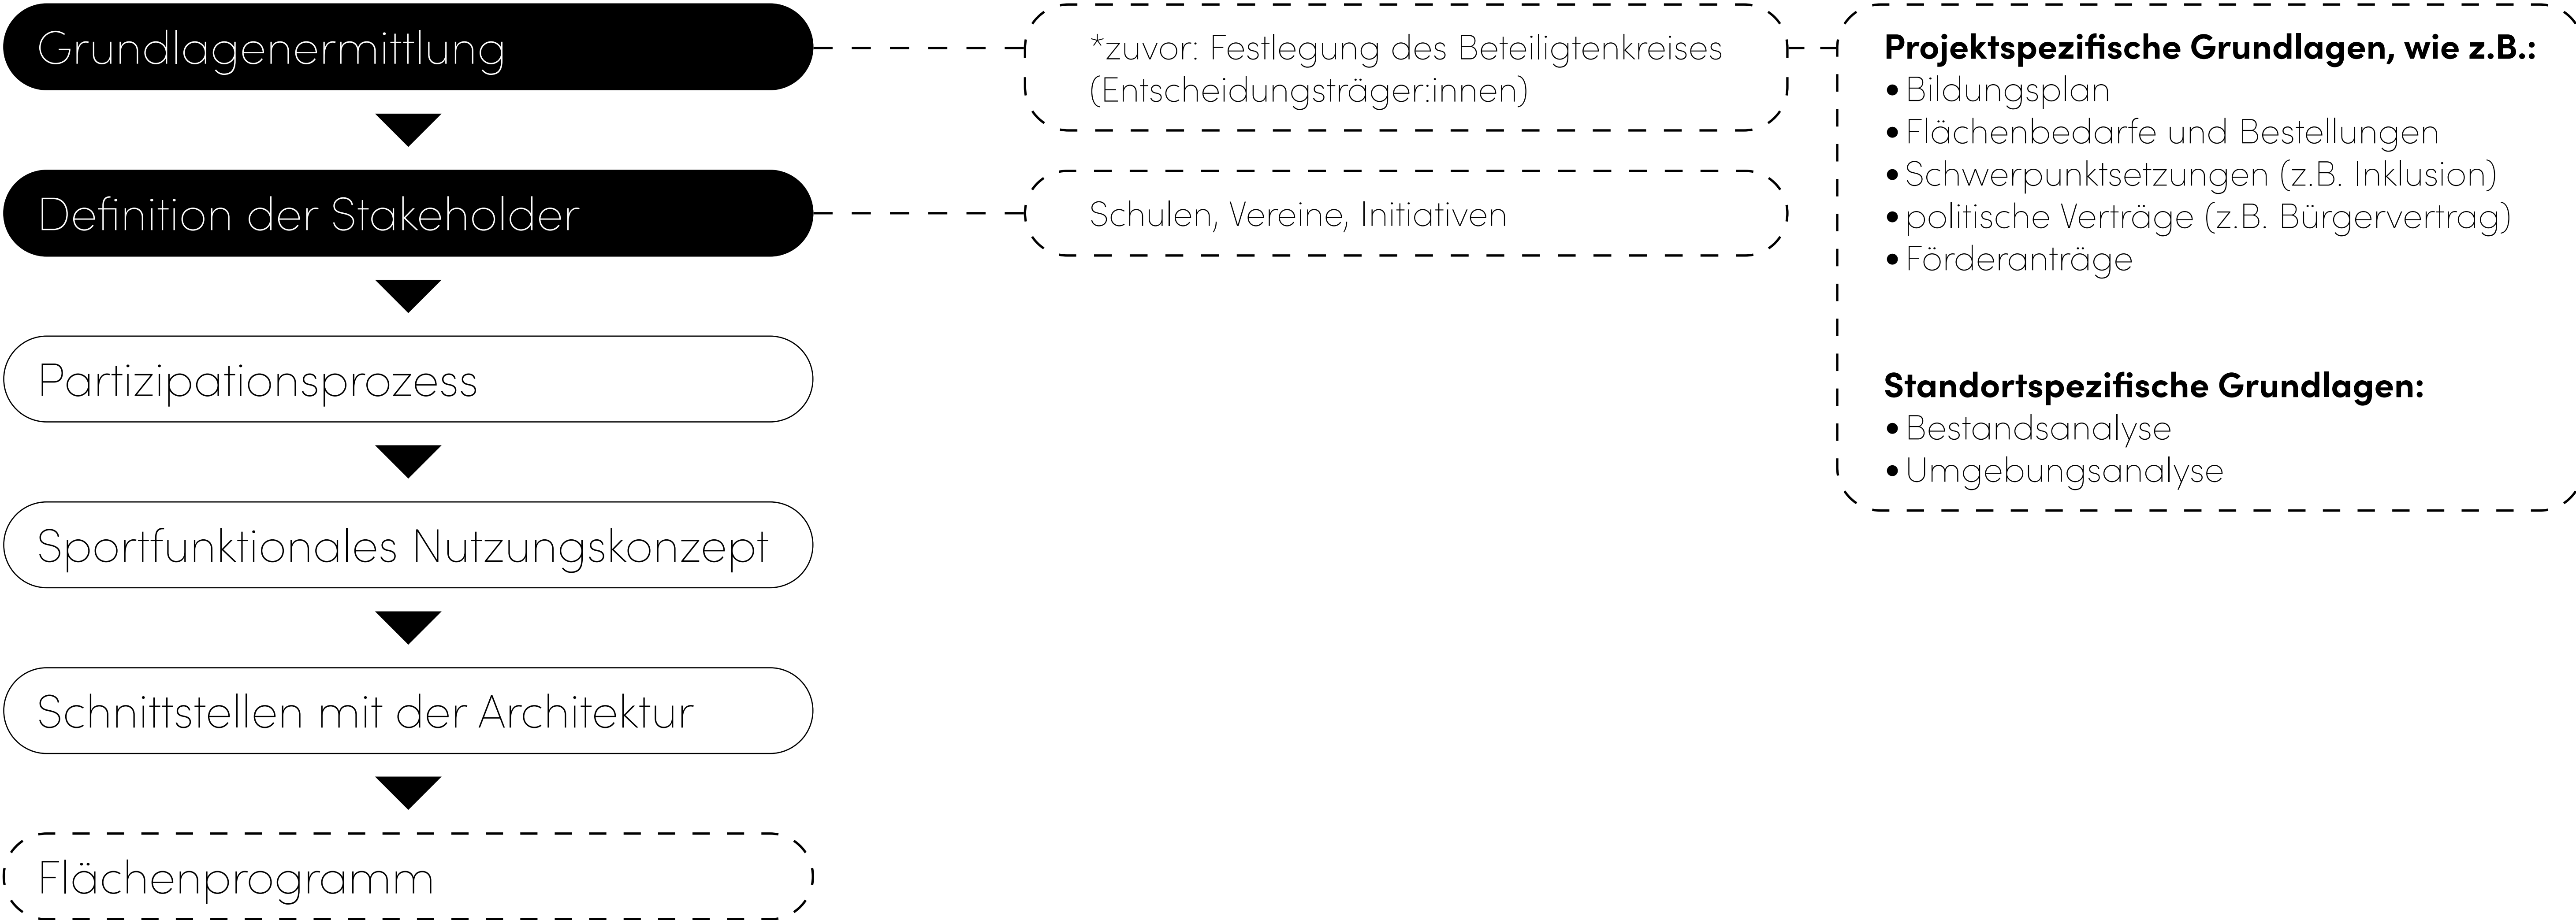 Grundlagenermittlung
*zuvor: Festlegung des Beteiligtenkreises
(Entscheidungsträger:innen)
Projektspezifische Grundlagen, wie z.B.:
• Bildungsplan
• Flächenbedarfe und Bestellungen
• Schwerpunktsetzungen (z.B. Inklusion)
• politische Verträge (z.B. Bürgervertrag)
• Förderanträge
Standortspezifische Grundlagen:
• Bestandsanalyse
• Umgebungsanalyse
Definition der Stakeholder
Schulen, Vereine, Initiativen
Partizipationsprozess
Sportfunktionales Nutzungskonzept
Schnittstellen mit der Architektur
Flächenprogramm